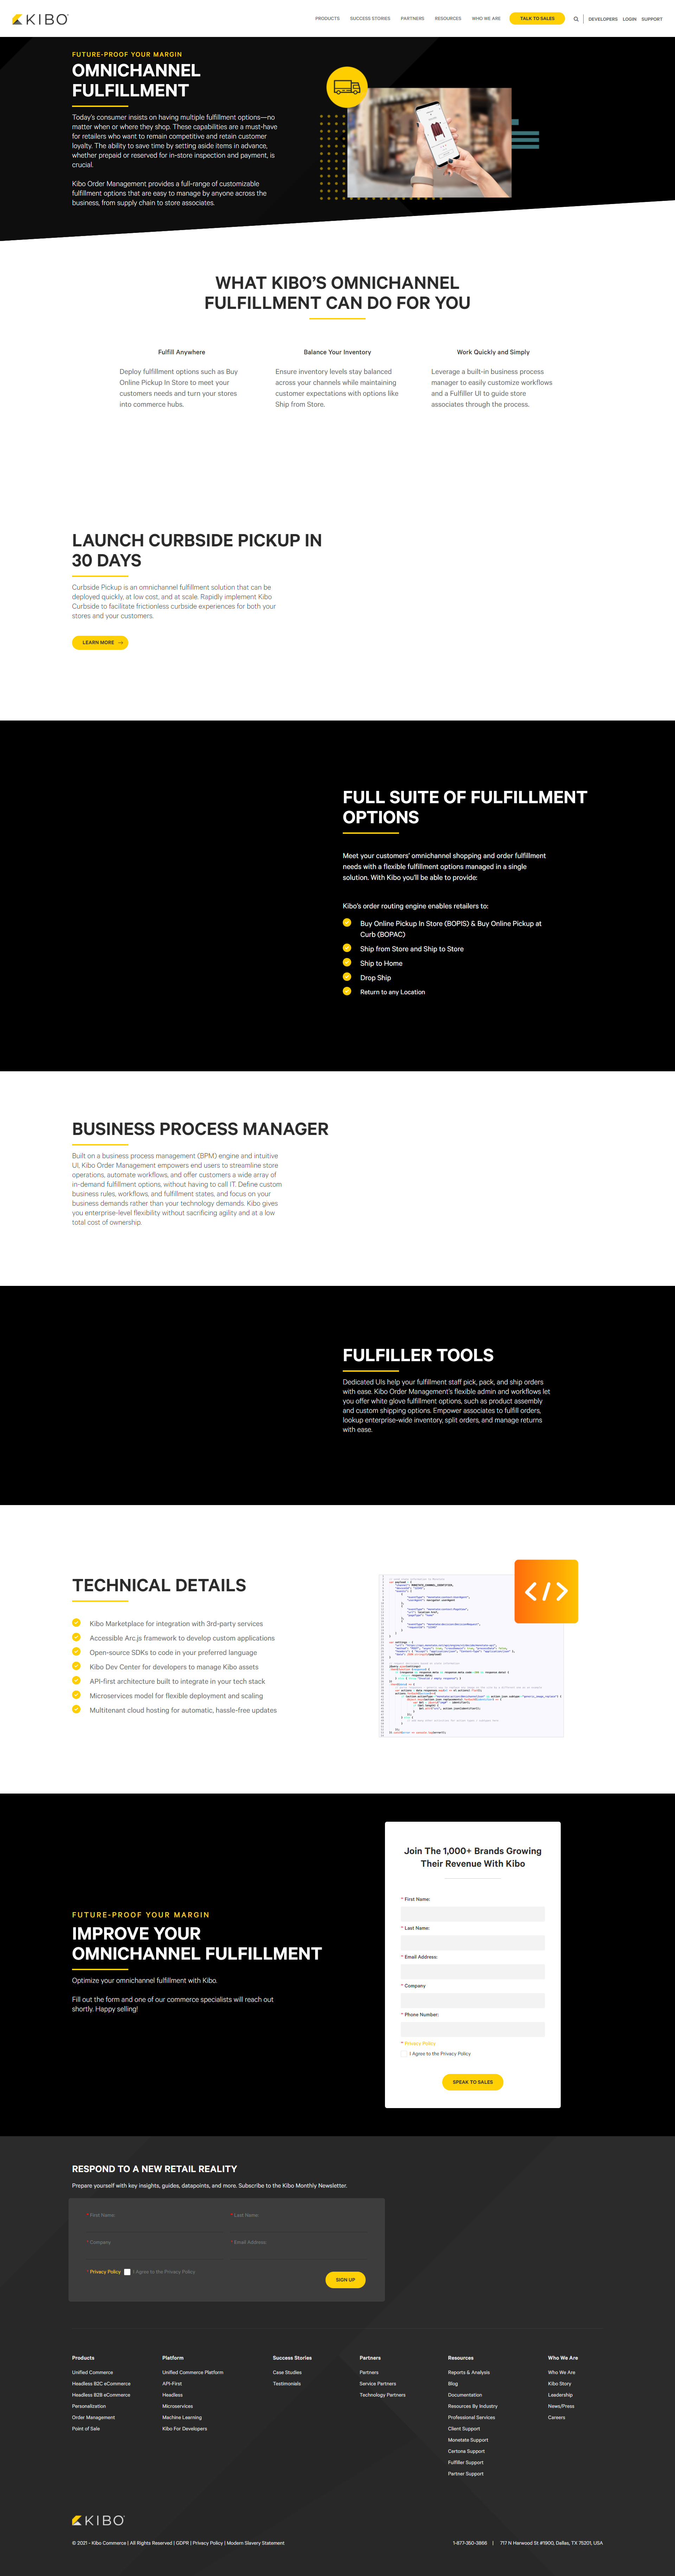 KIBO
PRODUCTS SUCCESS STORIES PARTNERS RESOURCES WHO WE ARE TALK TO SALES DEVELOPERS LOGIN SUPPORT
FUTURE-PROOF YOUR MARGIN
OMNICHANNEL
FULFILLMENT
Today's consumer insists on having multiple fulfillment options—no
matter when or where they shop. These capabilities are a must-have
for retailers who want to remain competitive and retain customer
loyalty. The ability to save time by setting aside items in advance,
whether prepaid or reserved for in-store inspection and payment, is
crucial.
Kibo Order Management provides a full-range of customizable
fulfillment options that are easy to manage by anyone across the
business, from supply chain to store associates.
WHAT KIBO'S OMNICHANNEL
FULFILLMENT CAN DO FOR YOU
Fulfill Anywhere
Deploy fulfillment options such as Buy
Online Pickup In Store to meet your
customers needs and turn your stores
into commerce hubs.
Balance Your Inventory
Ensure inventory levels stay balanced
across your channels while maintaining
customer expectations with options like
Ship from Store.
Work Quickly and Simply
Leverage a built-in business process
manager to easily customize workflows
and a Fulfiller UI to guide store
associates through the process.
LAUNCH CURBSIDE PICKUP IN
30 DAYS
Curbside Pickup is an omnichannel fulfillment solution that can be
deployed quickly, at low cost, and at scale. Rapidly implement Kibo
Curbside to facilitate frictionless curbside experiences for both your
stores and your customers.
LEARN MORE →
FULL SUITE OF FULFILLMENT
OPTIONS
Meet your customers' omnichannel shopping and order fulfillment
needs with a flexible fulfillment options managed in a single
solution. With Kibo you'll be able to provide:
Kibo's order routing engine enables retailers to:
Buy Online Pickup In Store (BOPIS) & Buy Online Pickup at
Curb (BOPAC)
Ship from Store and Ship to Store
Ship to Home
Drop Ship
Return to any Location
BUSINESS PROCESS MANAGER
Built on a business process management (BPM) engine and intuitive
UI, Kibo Order Management empowers end users to streamline store
operations, automate workflows, and offer customers a wide array of
in-demand fulfillment options, without having to call IT. Define custom
business rules, workflows, and fulfillment states, and focus on your
business demands rather than your technology demands. Kibo gives
you enterprise-level flexibility without sacrificing agility and at a low
total cost of ownership.
FULFILLER TOOLS
Dedicated UIs help your fulfillment staff pick, pack, and ship orders
with ease. Kibo Order Management's flexible admin and workflows let
you offer white glove fulfillment options, such as product assembly
and custom shipping options. Empower associates to fulfill orders,
lookup enterprise-wide inventory, split orders, and manage returns
with ease.
TECHNICAL DETAILS
Kibo Marketplace for integration with 3rd-party services
Accessible Arc.js framework to develop custom applications
Open-source SDKs to code in your preferred language
Kibo Dev Center for developers to manage Kibo assets
API-first architecture built to integrate in your tech stack
Microservices model for flexible deployment and scaling
Multitenant cloud hosting for automatic, hassle-free updates
</>
FUTURE-PROOF YOUR MARGIN
IMPROVE YOUR
OMNICHANNEL FULFILLMENT
Optimize your omnichannel fulfillment with Kibo.
Fill out the form and one of our commerce specialists will reach out
shortly. Happy selling!
Join The 1,000+ Brands Growing
Their Revenue With Kibo
* First Name:
* Last Name:
* Email Address:
* Company
* Phone Number:
* Privacy Policy
I Agree to the Privacy Policy
SPEAK TO SALES
RESPOND TO A NEW RETAIL REALITY
Prepare yourself with key insights, guides, datapoints, and more. Subscribe to the Kibo Monthly Newsletter.
* First Name: * Last Name:
* Company * Email Address:
* Privacy Policy I Agree to the Privacy Policy
SIGN UP
Products
Unified Commerce
Headless B2C eCommerce
Headless B2B eCommerce
Personalization
Order Management
Point of Sale
Platform
Unified Commerce Platform
API-First
Headless
Microservices
Machine Learning
Kibo For Developers
Success Stories
Case Studies
Testimonials
Partners
Partners
Service Partners
Technology Partners
Resources
Reports & Analysis
Blog
Documentation
Resources By Industry
Professional Services
Client Support
Monetate Support
Certona Support
Fulfiller Support
Partner Support
Who We Are
Who We Are
Kibo Story
Leadership
News/Press
Careers
KIBO
© 2021 - Kibo Commerce | All Rights Reserved | GDPR | Privacy Policy | Modern Slavery Statement
1-877-350-3866 | 717 N Harwood St #1900, Dallas, TX 75201, USA